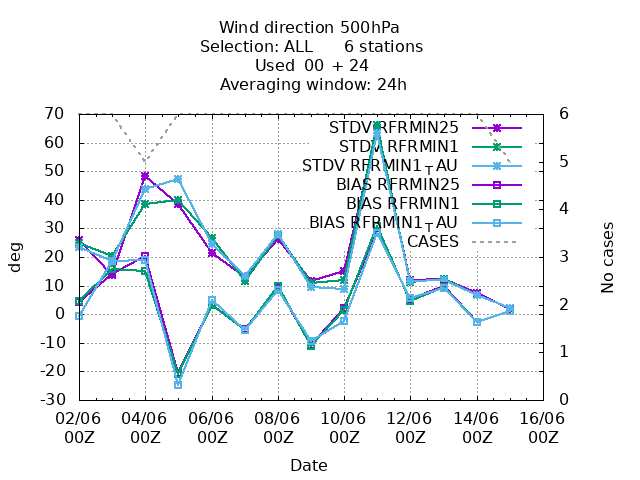 Wind direction 500hPa
Selection: ALL 6 stations
Used 00 + 24
Averaging window: 24h
70
60
50
40
30
20
10
0
-10
-20
-30
deg
6
5
4
3
2
1
0
No cases
STDV RFRMIN25
STDV RFRMIN1
STDV RFRMIN1_TAU
BIAS RFRMIN25
BIAS RFRMIN1
BIAS RFRMIN1_TAU
CASES
02/06 04/06 06/06 08/06 10/06 12/06 14/06 16/06
00Z 00Z 00Z 00Z 00Z 00Z 00Z 00Z
Date